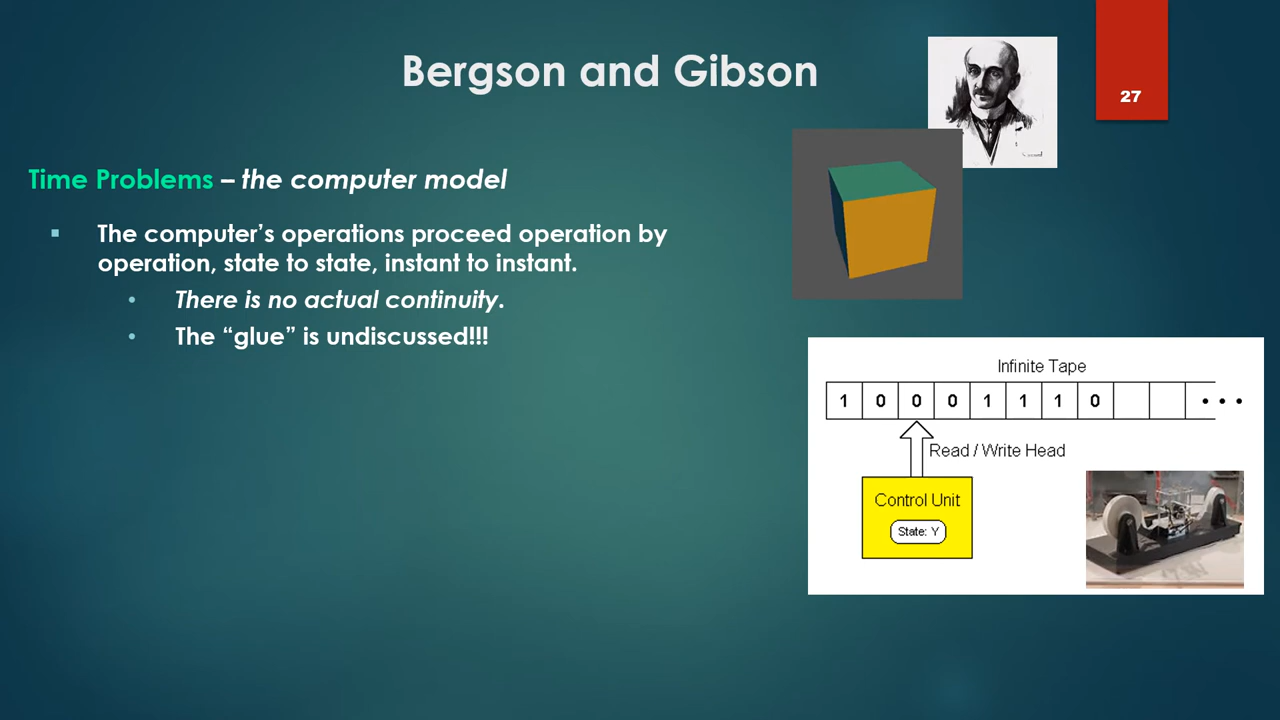 Bergson and Gibson
27
Time Problems – the computer model
▪ The computer’s operations proceed operation by
operation, state to state, instant to instant.
• There is no actual continuity.
• The “glue” is undiscussed!!!
Infinite Tape
1 0 0 0 1 1 1 0 • • •
Read / Write Head
Control Unit
State: Y